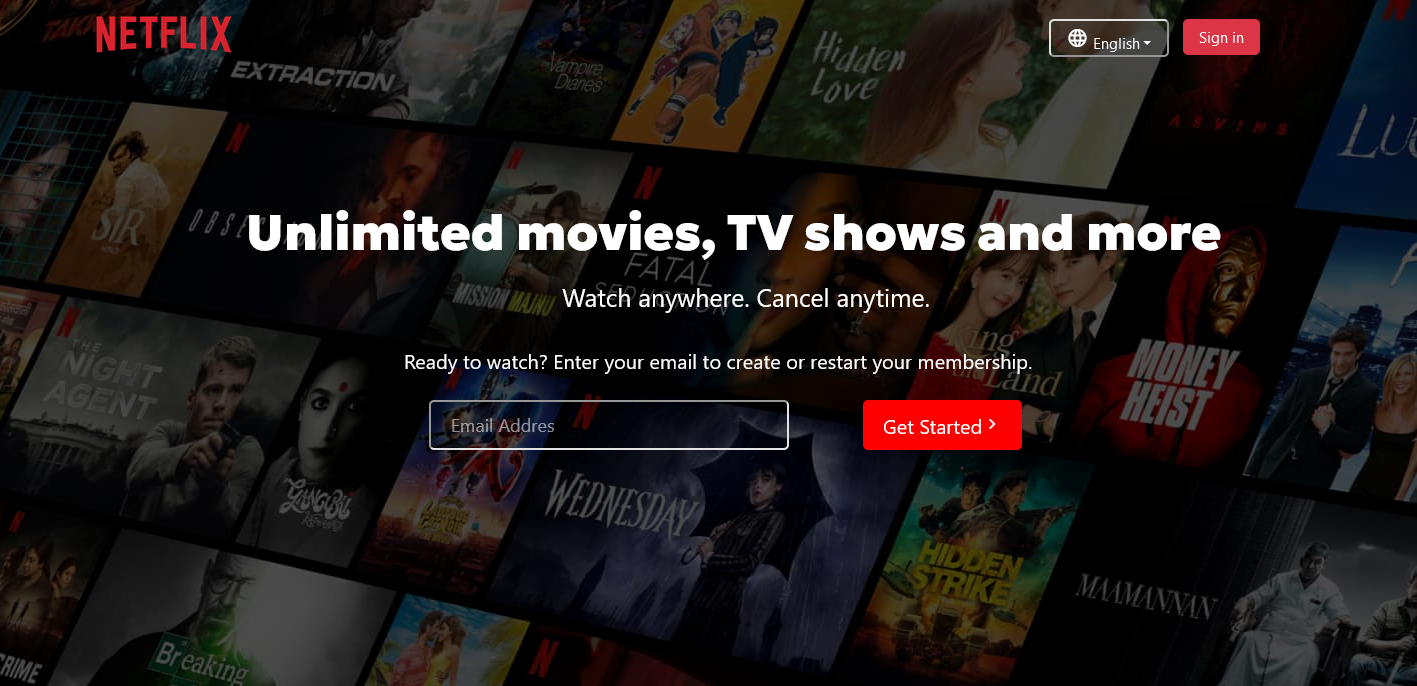 NETFLIX
English
Sign in
EXTRACTION
Vampire
Diaries
Hidden
Love
ASVINS
SIR
Unlimited movies, TV shows and more
FATAL
SEDUCTION
MISSION MAJNU
Watch anywhere. Cancel anytime.
King
the Land
THE
NIGHT
AGENT
MONEY
HEIST
Ready to watch? Enter your email to create or restart your membership.
Email Addres
Get Started
WEDNESDAY
HIDDEN
STRIKE
MAAMANNAN
CRIME
Breaking